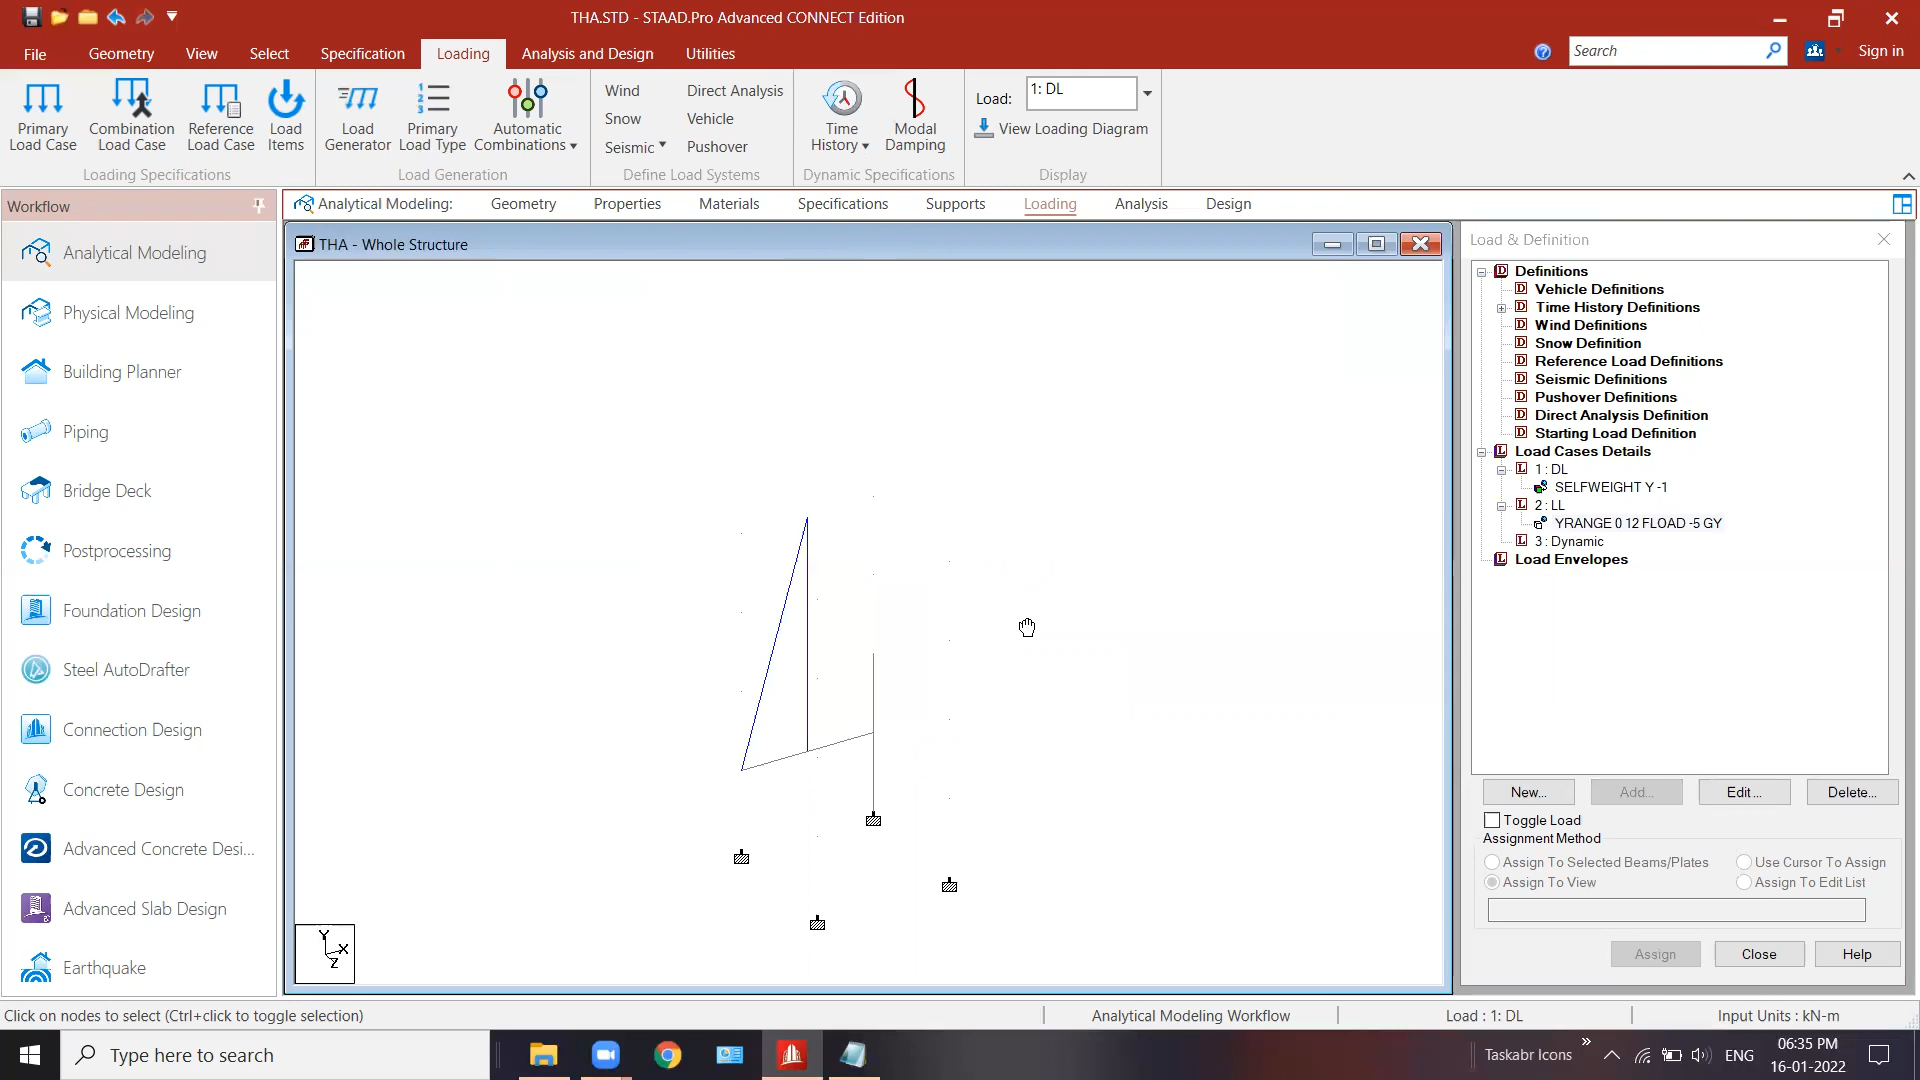 THA.STD - STAAD.Pro Advanced CONNECT Edition
File Geometry View Select Specification Loading Analysis and Design Utilities
Search
Sign in
Primary Load Case
Combination Load Case
Reference Load Case
Load Items
Loading Specifications
Load Generator
Primary Load Type
Automatic Combinations
Load Generation
Wind
Snow
Seismic
Direct Analysis
Vehicle
Pushover
Define Load Systems
Time History
Modal Damping
Dynamic Specifications
Load: 1: DL
View Loading Diagram
Display
Workflow
Analytical Modeling: Geometry Properties Materials Specifications Supports Loading Analysis Design
Analytical Modeling
Physical Modeling
Building Planner
Piping
Bridge Deck
Postprocessing
Foundation Design
Steel AutoDrafter
Connection Design
Concrete Design
Advanced Concrete Desi...
Advanced Slab Design
Earthquake
THA - Whole Structure
Y
X
Z
Load & Definition
Definitions
Vehicle Definitions
Time History Definitions
Wind Definitions
Snow Definition
Reference Load Definitions
Seismic Definitions
Pushover Definitions
Direct Analysis Definition
Starting Load Definition
Load Cases Details
1 : DL
SELFWEIGHT Y -1
2 : LL
YRANGE 0 12 FLOAD -5 GY
3 : Dynamic
Load Envelopes
New... Add... Edit... Delete...
Toggle Load
Assignment Method
Assign To Selected Beams/Plates Use Cursor To Assign
Assign To View Assign To Edit List
Assign Close Help
Click on nodes to select (Ctrl+click to toggle selection)
Analytical Modeling Workflow
Load : 1: DL
Input Units : kN-m
Type here to search
Taskabr Icons
ENG
06:35 PM
16-01-2022